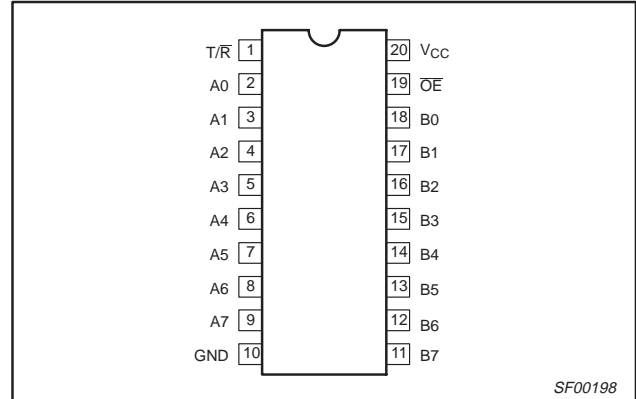 T/R̅ 1 20 VCC
A0 2 19 O̅E̅
A1 3 18 B0
A2 4 17 B1
A3 5 16 B2
A4 6 15 B3
A5 7 14 B4
A6 8 13 B5
A7 9 12 B6
GND 10 11 B7
SF00198